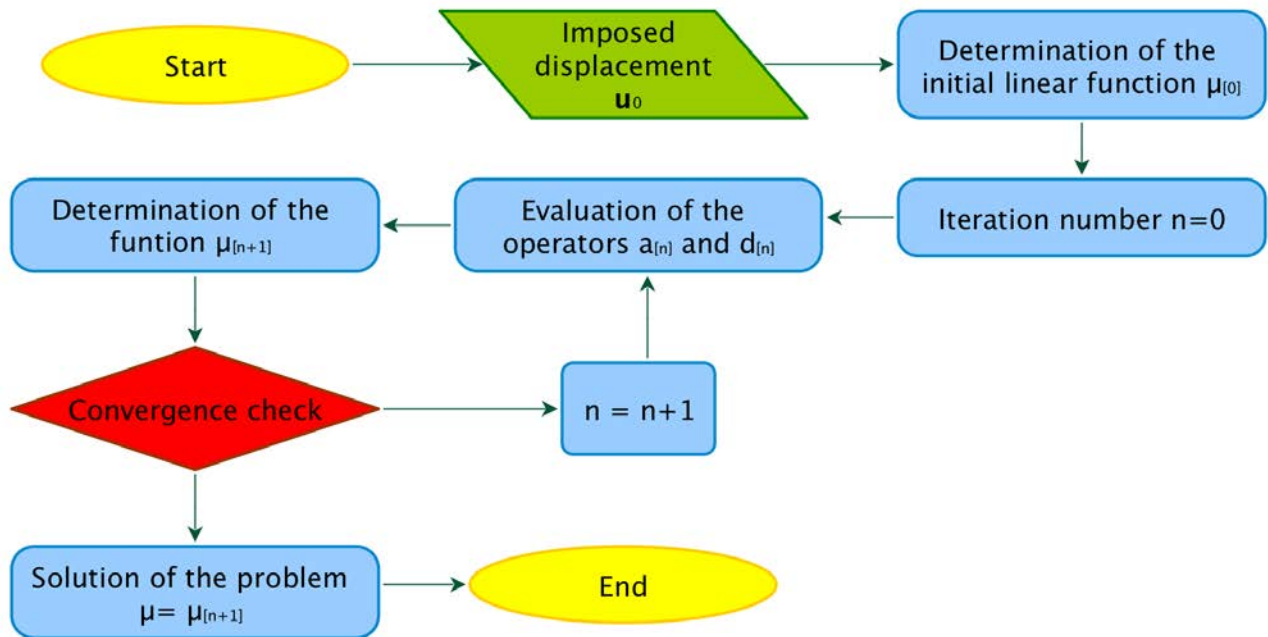 Start
Imposed
displacement
u₀
Determination of the
initial linear function μ[0]
Determination of the
funtion μ[n+1]
Evaluation of the
operators a[n] and d[n]
Iteration number n=0
Convergence check
n = n+1
Solution of the problem
μ= μ[n+1]
End